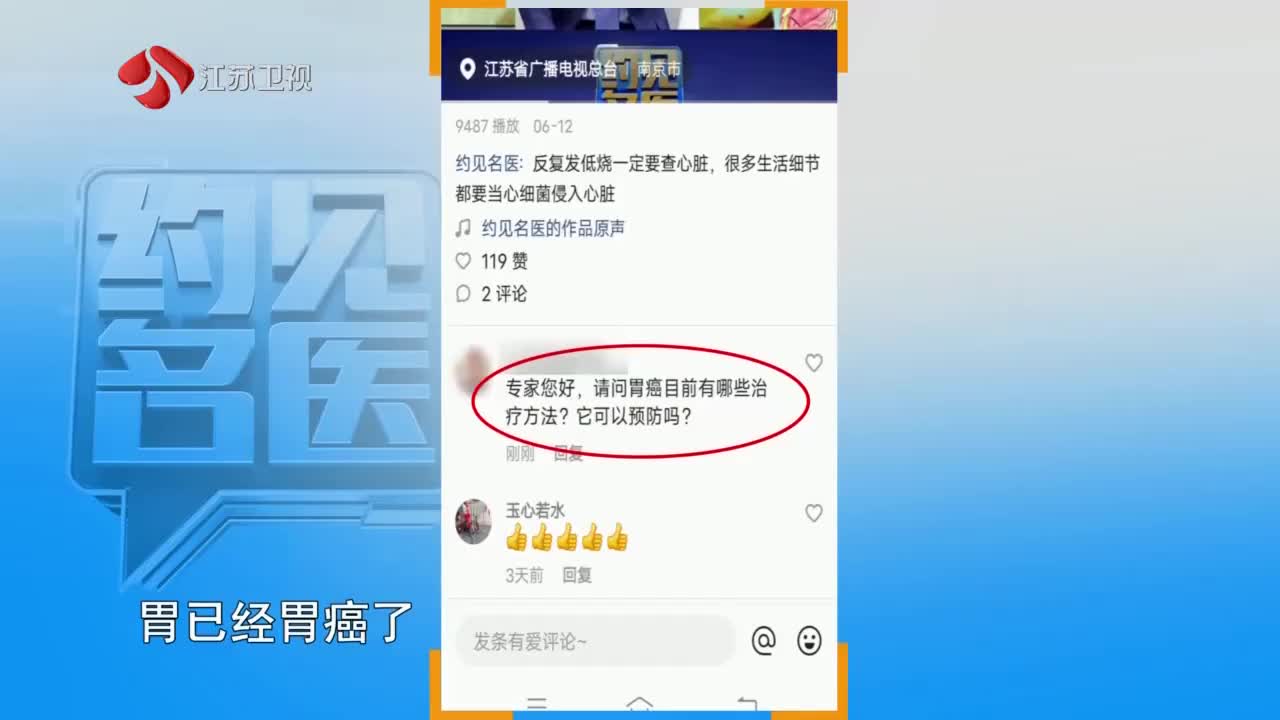 江苏卫视
约见名医
江苏省广播电视总台 | 南京市
9487 播放 06-12
约见名医: 反复发低烧一定要查心脏，很多生活细节
都要当心细菌侵入心脏
约见名医的作品原声
119 赞
2 评论
专家您好，请问胃癌目前有哪些治
疗方法？它可以预防吗？
刚刚 回复
玉心若水
👍👍👍👍👍
3天前 回复
发条有爱评论~
@
胃已经胃癌了